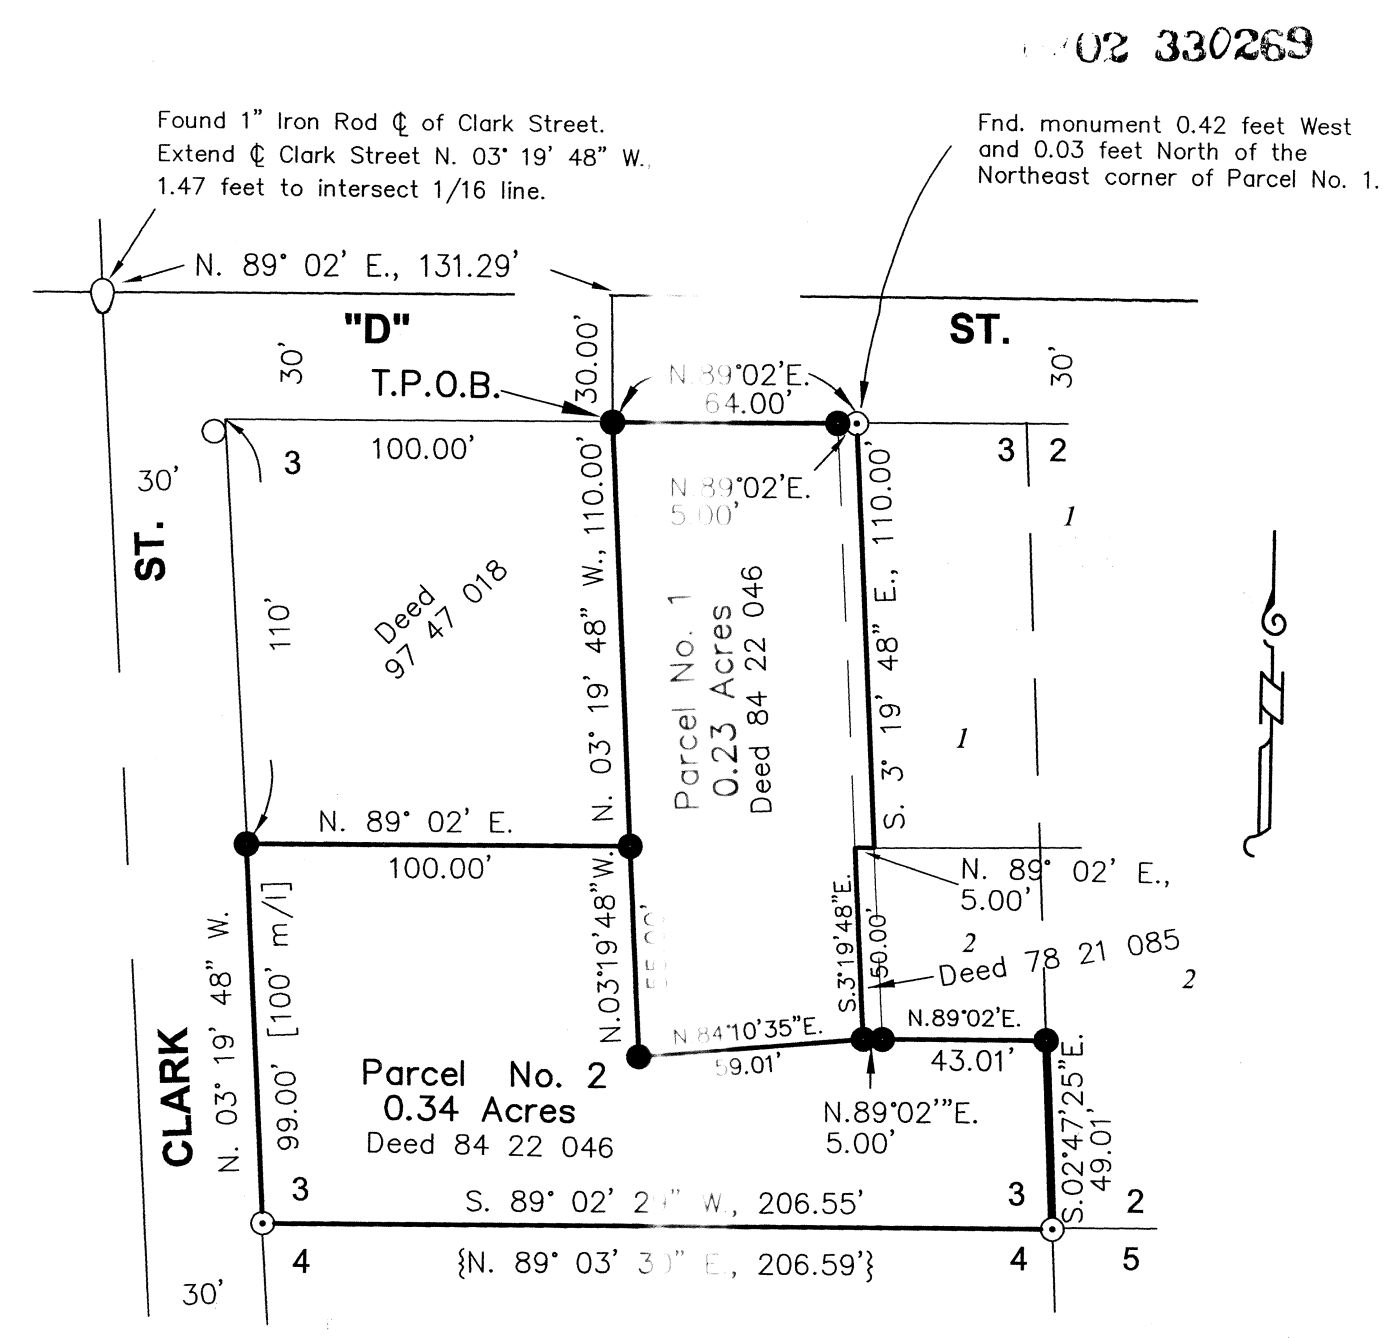 02 330269
Found 1" Iron Rod ℄ of Clark Street.
Extend ℄ Clark Street N. 03° 19' 48" W.,
1.47 feet to intersect 1/16 line.
Fnd. monument 0.42 feet West
and 0.03 feet North of the
Northeast corner of Parcel No. 1.
N. 89° 02' E., 131.29'
"D"
ST.
30'
30.00'
30'
T.P.O.B.
N.89°02'E.
64.00'
100.00'
3
3
2
30'
N.89°02'E.
5.00'
1
ST.
110'
Deed
97 47 018
N. 03° 19' 48" W., 110.00'
Parcel No. 1
0.23 Acres
Deed 84 22 046
S. 3° 19' 48" E., 110.00'
1
N
N. 89° 02' E.
100.00'
N. 89° 02' E.,
5.00'
N. 03° 19' 48" W.
99.00' [100' m/l]
N.03°19'48"W.
S.3°19'48"E.
50.00'
2
Deed 78 21 085
2
CLARK
N 84°10'35"E.
59.01'
N.89°02'E.
43.01'
S.02°47'25"E.
49.01'
Parcel No. 2
0.34 Acres
Deed 84 22 046
N.89°02'"E.
5.00'
3
S. 89° 02' W., 206.55'
3
2
4
{N. 89° 03' E., 206.59'}
4
5
30'